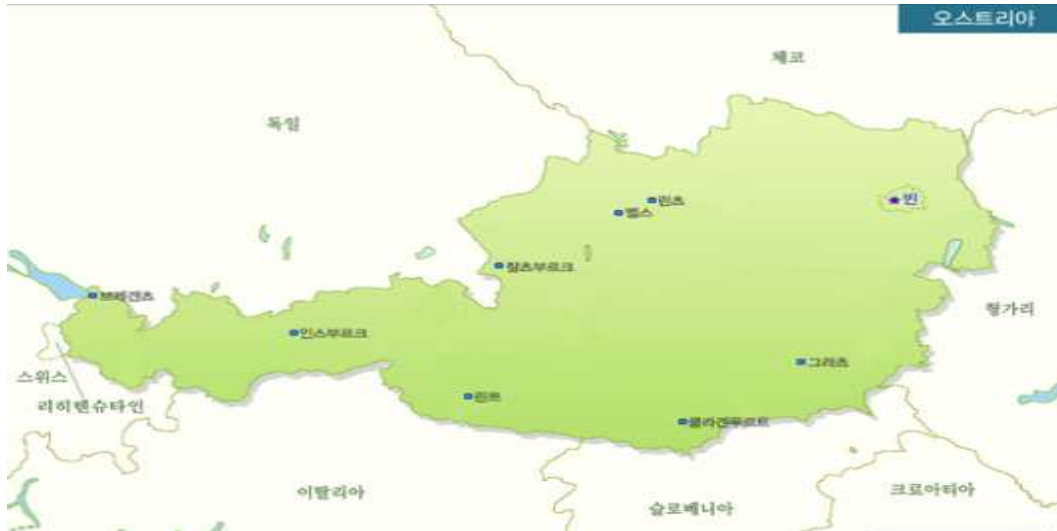 오스트리아
체코
독일
린츠
벨스
빈
잘츠부르크
브레겐츠
헝가리
인스부르크
그라츠
스위스
리히텐슈타인
린쯔
클라겐푸르트
이탈리아
크로아티아
슬로베니아